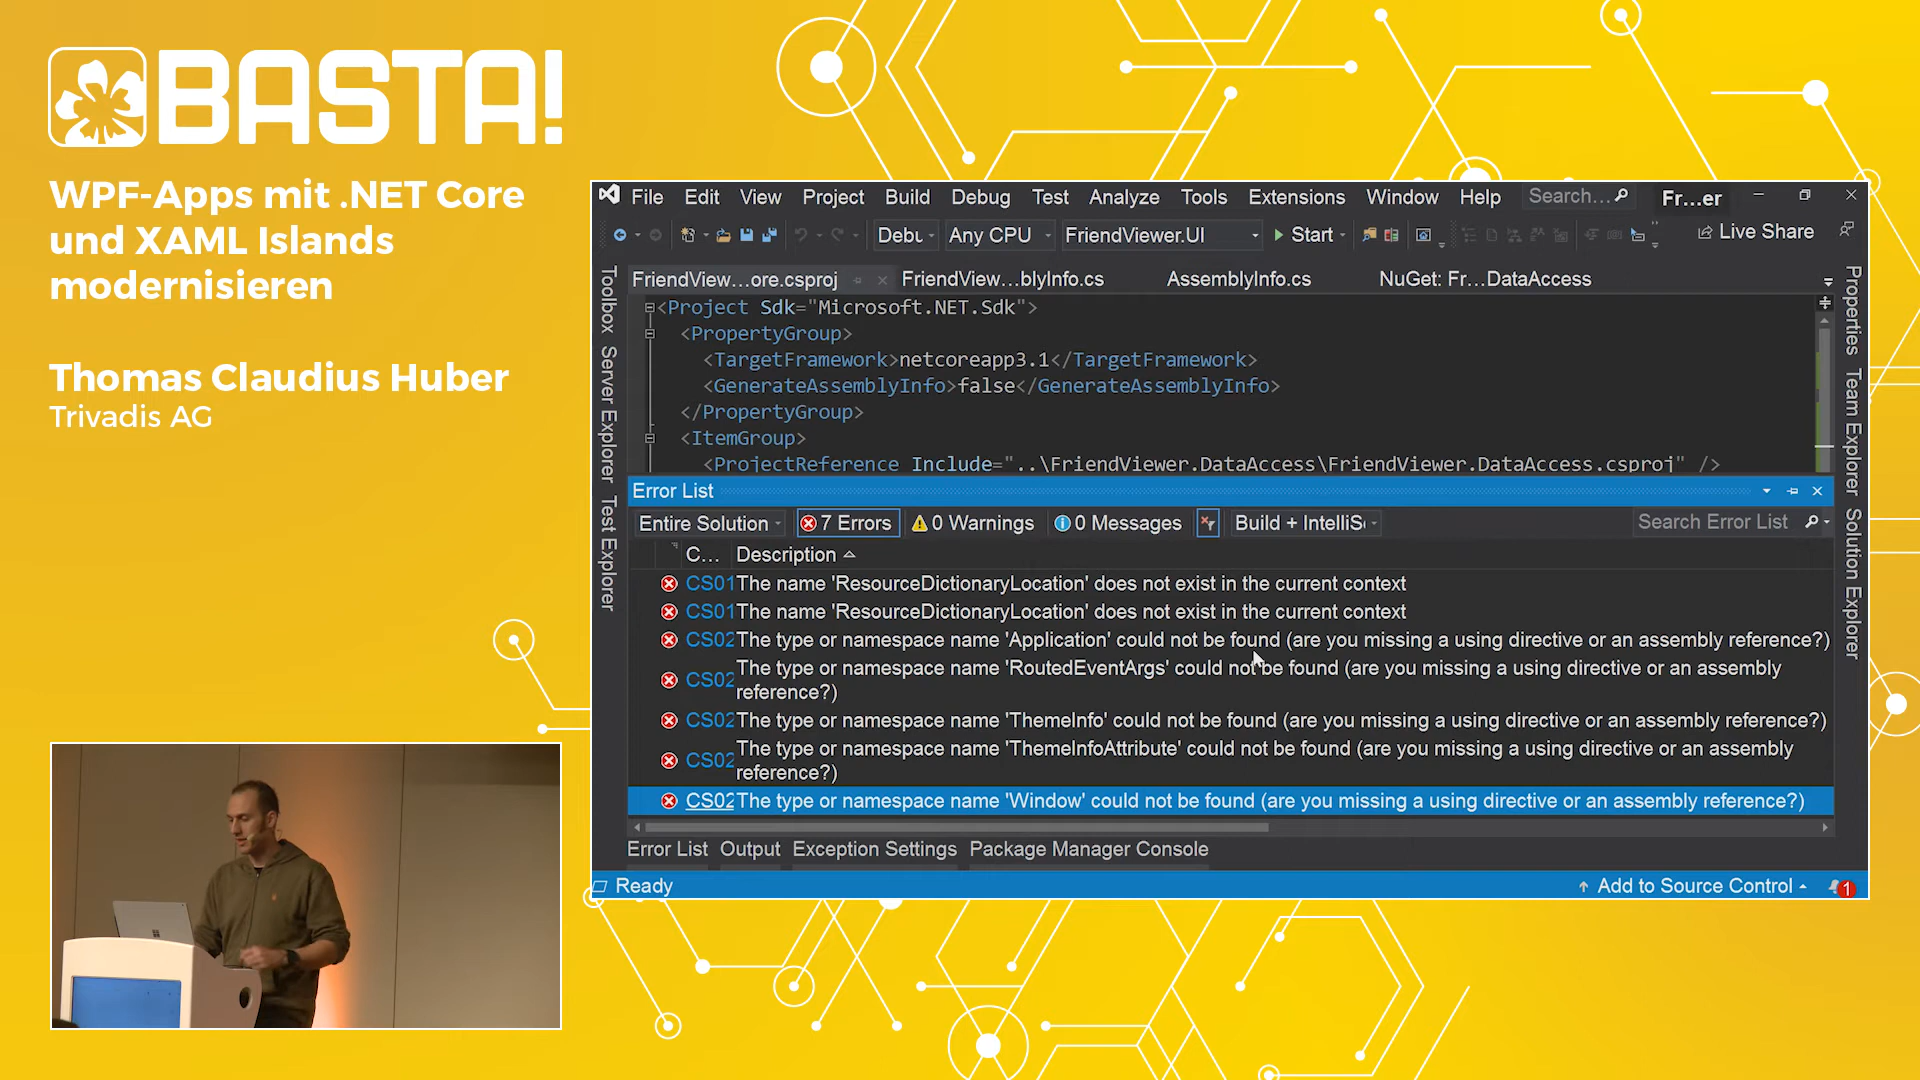 BASTA!
WPF-Apps mit .NET Core
und XAML Islands
modernisieren
Thomas Claudius Huber
Trivadis AG
File Edit View Project Build Debug Test Analyze Tools Extensions Window Help Search... Fr...er
Debu Any CPU FriendViewer.UI Start Live Share
Toolbox
Server Explorer
Test Explorer
FriendView...ore.csproj FriendView...blyInfo.cs AssemblyInfo.cs NuGet: Fr...DataAccess
<Project Sdk="Microsoft.NET.Sdk">
<PropertyGroup>
<TargetFramework>netcoreapp3.1</TargetFramework>
<GenerateAssemblyInfo>false</GenerateAssemblyInfo>
</PropertyGroup>
<ItemGroup>
<ProjectReference Include="..\FriendViewer.DataAccess\FriendViewer.DataAccess.csproj" />
Properties
Team Explorer
Solution Explorer
Error List
Entire Solution 7 Errors 0 Warnings 0 Messages Build + IntelliS Search Error List
C... Description
CS01 The name 'ResourceDictionaryLocation' does not exist in the current context
CS01 The name 'ResourceDictionaryLocation' does not exist in the current context
CS02 The type or namespace name 'Application' could not be found (are you missing a using directive or an assembly reference?)
CS02 The type or namespace name 'RoutedEventArgs' could not be found (are you missing a using directive or an assembly
reference?)
CS02 The type or namespace name 'ThemeInfo' could not be found (are you missing a using directive or an assembly reference?)
CS02 The type or namespace name 'ThemeInfoAttribute' could not be found (are you missing a using directive or an assembly
reference?)
CS02 The type or namespace name 'Window' could not be found (are you missing a using directive or an assembly reference?)
Error List Output Exception Settings Package Manager Console
Ready Add to Source Control 1